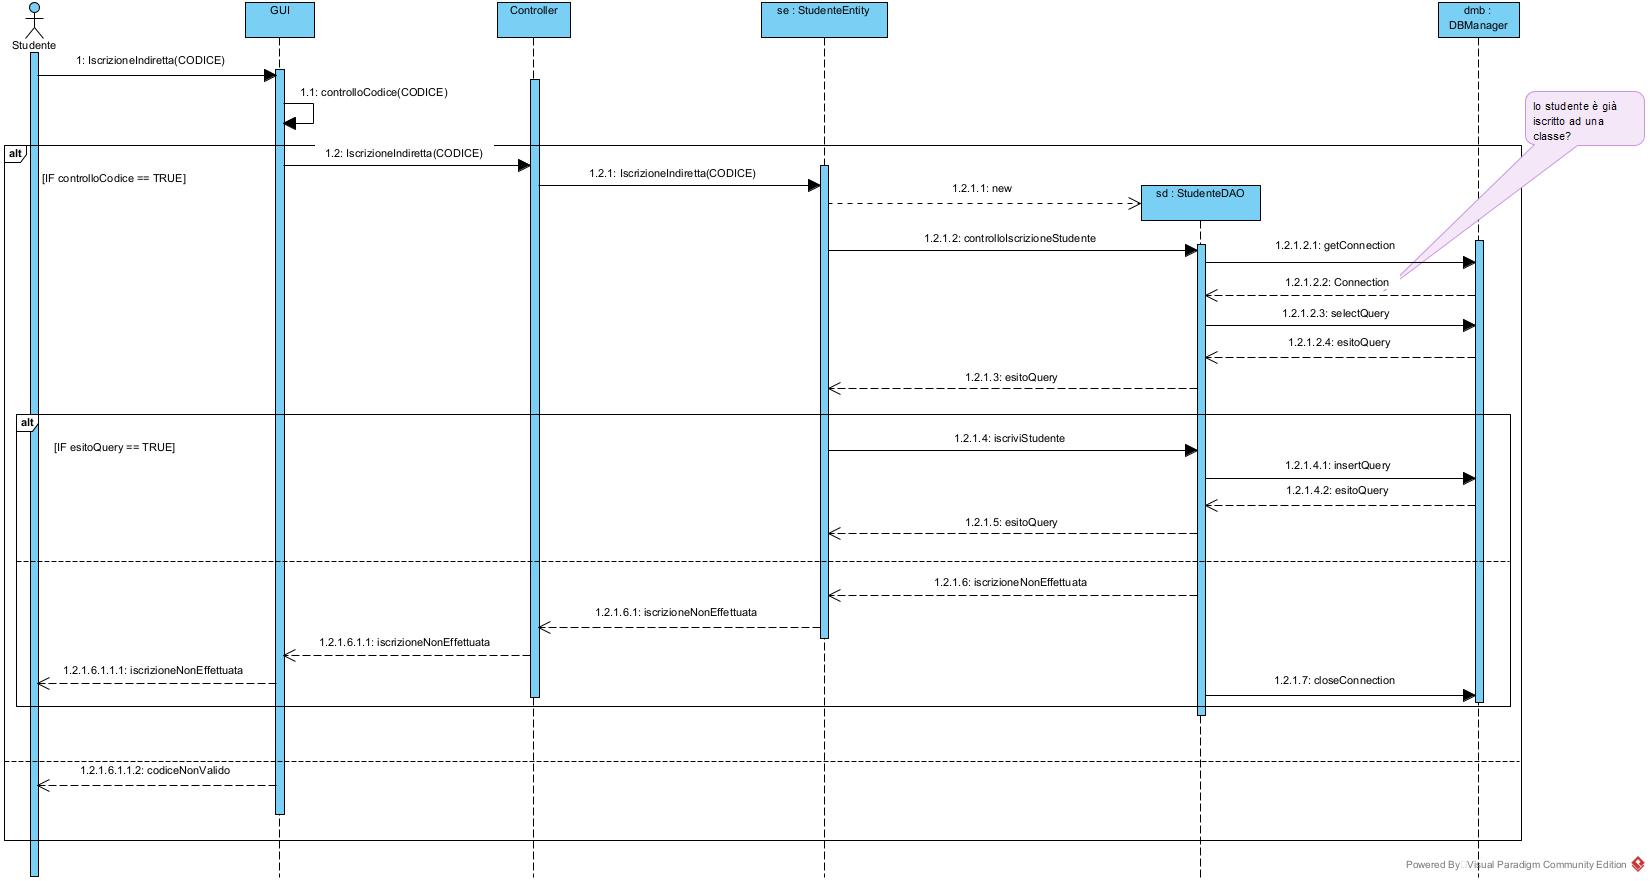 GUI
Controller
se : StudenteEntity
dmb :
DBManager
Studente
1: IscrizioneIndiretta(CODICE)
1.1: controlloCodice(CODICE)
lo studente è già
iscritto ad una
classe?
alt
1.2: IscrizioneIndiretta(CODICE)
[IF controlloCodice == TRUE]
1.2.1: IscrizioneIndiretta(CODICE)
1.2.1.1: new
sd : StudenteDAO
1.2.1.2: controlloIscrizioneStudente
1.2.1.2.1: getConnection
1.2.1.2.2: Connection
1.2.1.2.3: selectQuery
1.2.1.2.4: esitoQuery
1.2.1.3: esitoQuery
alt
[IF esitoQuery == TRUE]
1.2.1.4: iscriviStudente
1.2.1.4.1: insertQuery
1.2.1.4.2: esitoQuery
1.2.1.5: esitoQuery
1.2.1.6: iscrizioneNonEffettuata
1.2.1.6.1: iscrizioneNonEffettuata
1.2.1.6.1.1: iscrizioneNonEffettuata
1.2.1.6.1.1.1: iscrizioneNonEffettuata
1.2.1.7: closeConnection
1.2.1.6.1.1.2: codiceNonValido
Powered By Visual Paradigm Community Edition